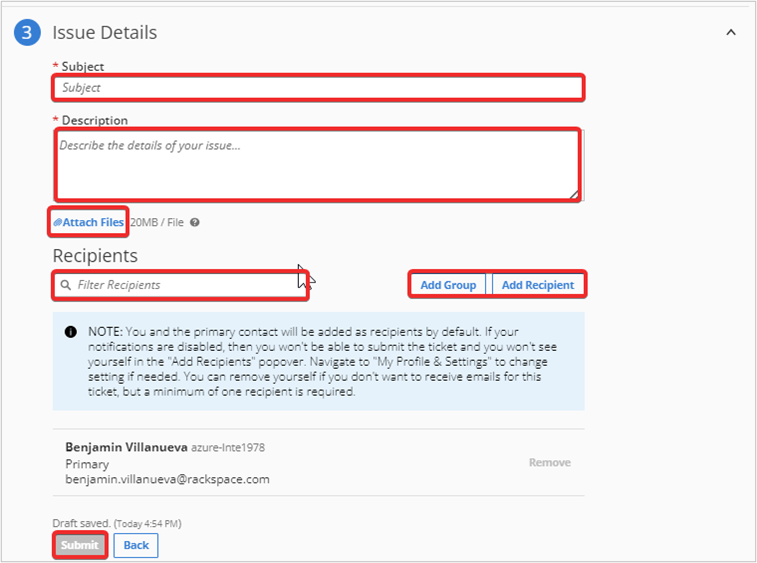 3 Issue Details
* Subject
Subject
* Description
Describe the details of your issue...
Attach Files 20MB / File ?
Recipients
Filter Recipients Add Group Add Recipient
NOTE: You and the primary contact will be added as recipients by default. If your
notifications are disabled, then you won't be able to submit the ticket and you won't see
yourself in the "Add Recipients" popover. Navigate to "My Profile & Settings" to change
setting if needed. You can remove yourself if you don't want to receive emails for this
ticket, but a minimum of one recipient is required.
Benjamin Villanueva azure-Inte1978
Primary Remove
benjamin.villanueva@rackspace.com
Draft saved. (Today 4:54 PM)
Submit Back